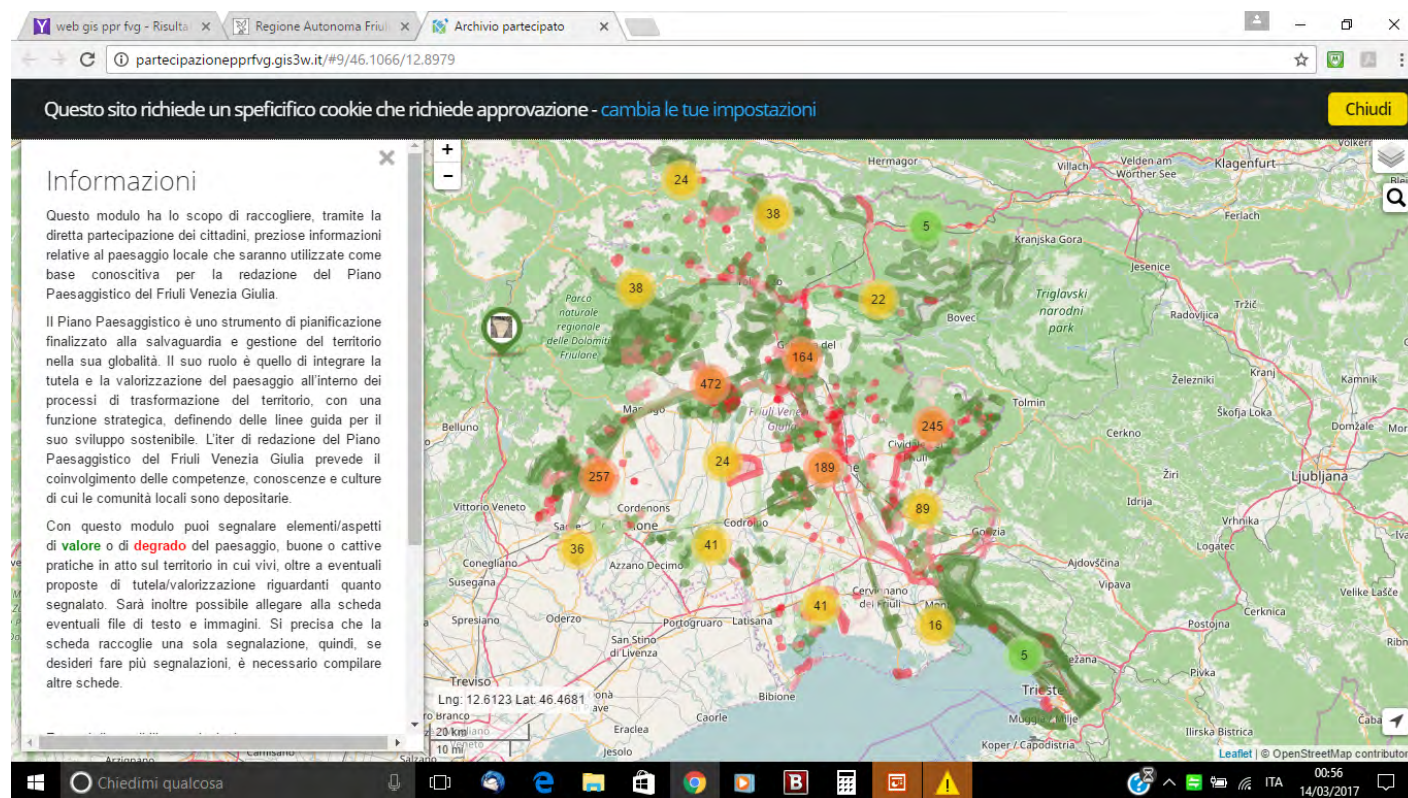 web gis ppr fvg - Risulta
Regione Autonoma Friul
Archivio partecipato
partecipazionepprfvg.gis3w.it/#9/46.1066/12.8979
Questo sito richiede un speficifico cookie che richiede approvazione - cambia le tue impostazioni
Chiudi
Informazioni
Questo modulo ha lo scopo di raccogliere, tramite la
diretta partecipazione dei cittadini, preziose informazioni
relative al paesaggio locale che saranno utilizzate come
base conoscitiva per la redazione del Piano
Paesaggistico del Friuli Venezia Giulia.
Il Piano Paesaggistico è uno strumento di pianificazione
finalizzato alla salvaguardia e gestione del territorio
nella sua globalità. Il suo ruolo è quello di integrare la
tutela e la valorizzazione del paesaggio all'interno dei
processi di trasformazione del territorio, con una
funzione strategica, definendo delle linee guida per il
suo sviluppo sostenibile. L'iter di redazione del Piano
Paesaggistico del Friuli Venezia Giulia prevede il
coinvolgimento delle competenze, conoscenze e culture
di cui le comunità locali sono depositarie.
Con questo modulo puoi segnalare elementi/aspetti
di valore o di degrado del paesaggio, buone o cattive
pratiche in atto sul territorio in cui vivi, oltre a eventuali
proposte di tutela/valorizzazione riguardanti quanto
segnalato. Sarà inoltre possibile allegare alla scheda
eventuali file di testo e immagini. Si precisa che la
scheda raccoglie una sola segnalazione, quindi, se
desideri fare più segnalazioni, è necessario compilare
altre schede.
+
-
Hermagor
Villach
Velden am
Wörther See
Klagenfurt
24
38
5
Ferlach
Kranjska Gora
Jesenice
38
22
Parco
naturale
regionale
delle Dolomiti
Friulane
Triglavski
narodni
park
Tržič
Radovljica
Bovec
164
472
Kranj
Kamnik
Železniki
Tolmin
Škofja Loka
Domžale
Belluno
245
Cerkno
24
189
257
Žiri
Ljubljana
Vittorio Veneto
Cordenons
89
Idrija
Vrhnika
Codroipo
36
41
Conegliano
Azzano Decimo
Logatec
Ajdovščina
Susegana
Vipava
Velike Lašče
41
Spresiano
Oderzo
Portogruaro
Latisana
16
Cerknica
Postojna
San Stino
di Livenza
5
Pivka
Treviso
Lng: 12.6123 Lat: 46.4681
Bibione
Trieste
Caorle
20 km
10 mi
Eraclea
Jesolo
Koper / Capodistria
Ilirska Bistrica
Leaflet | © OpenStreetMap contributor
Chiedimi qualcosa
ITA
00:56
14/03/2017